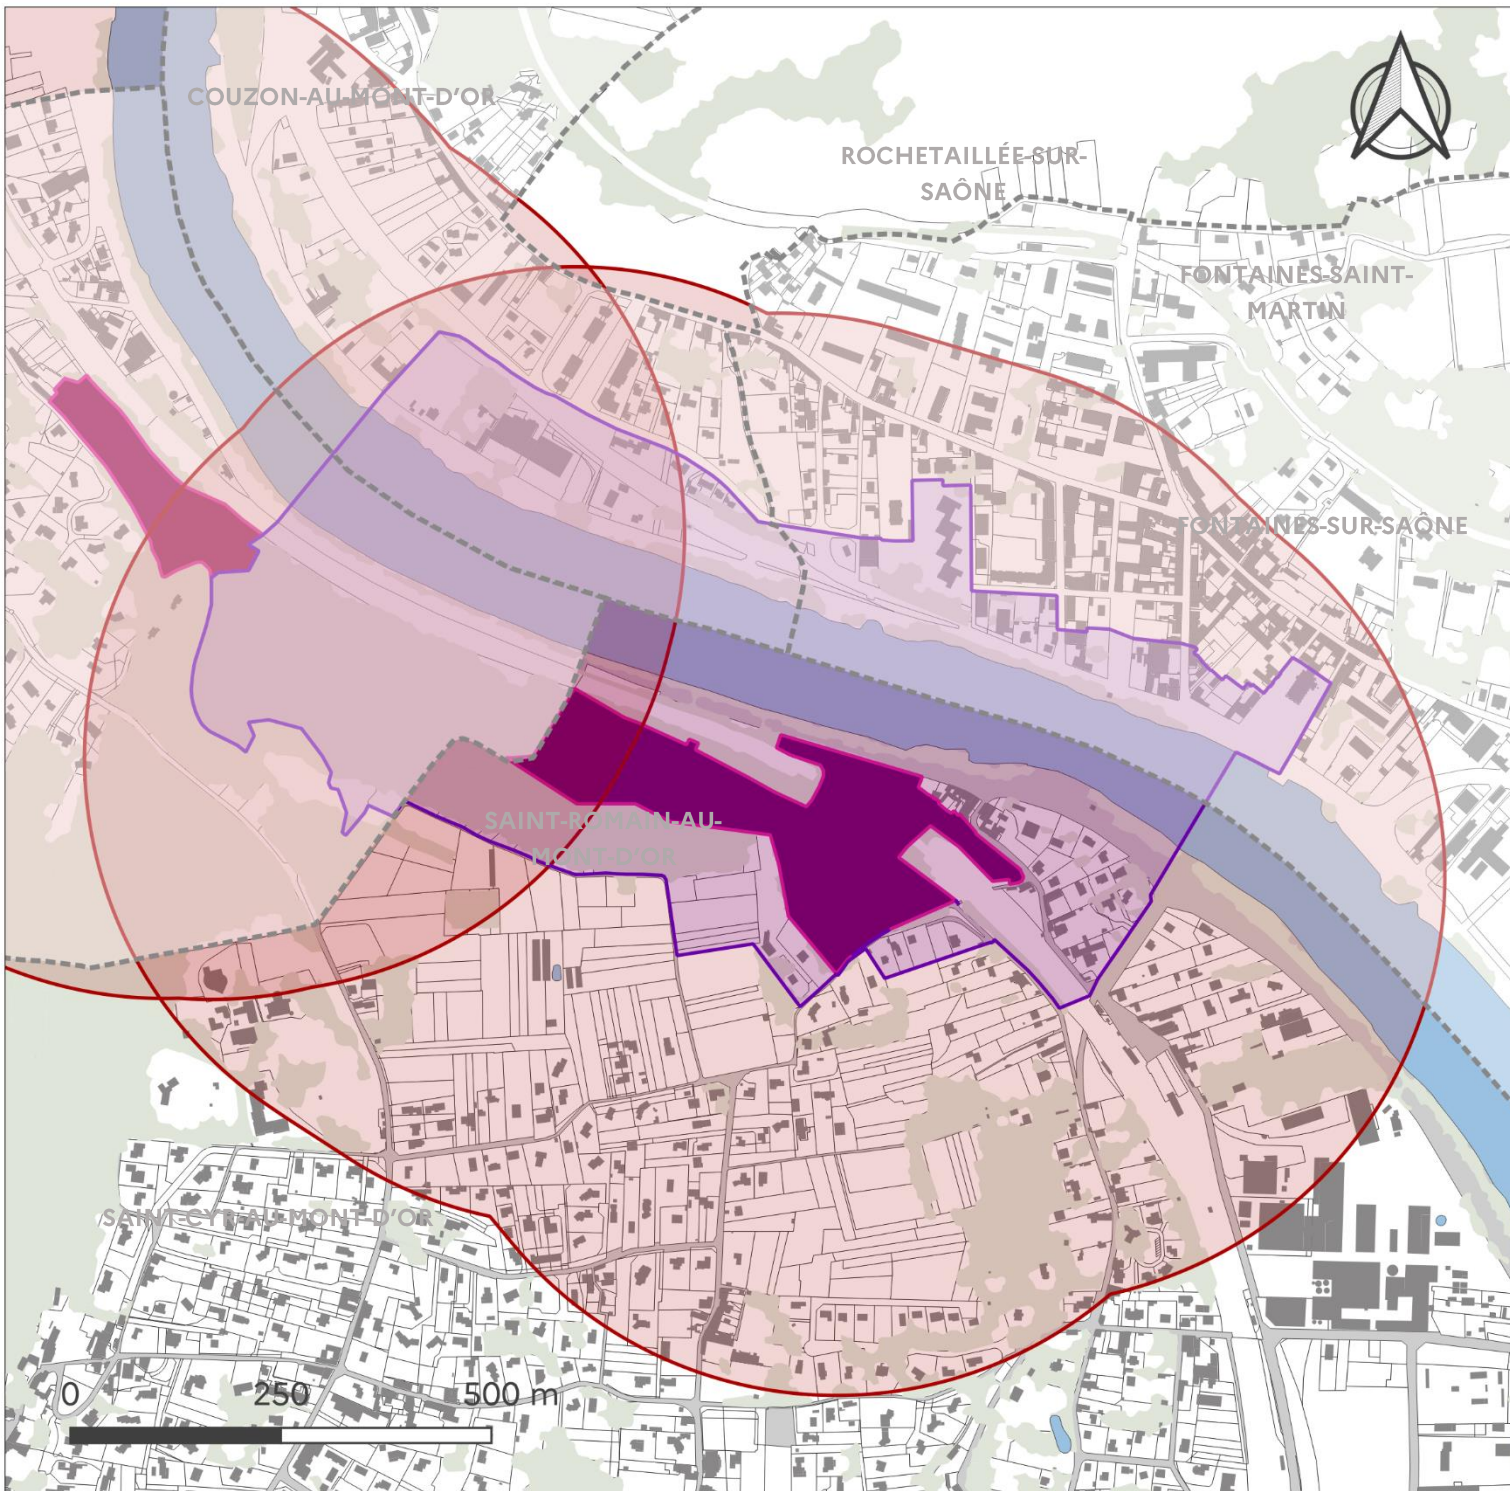 COUZON-AU-MONT-D'OR
ROCHETAILLÉE-SUR-
SAÔNE
FONTAINES-SAINT-
MARTIN
FONTAINES-SUR-SAÔNE
SAINT-ROMAIN-AU-
MONT-D'OR
SAINT-CYR-AU-MONT-D'OR
0 250 500 m